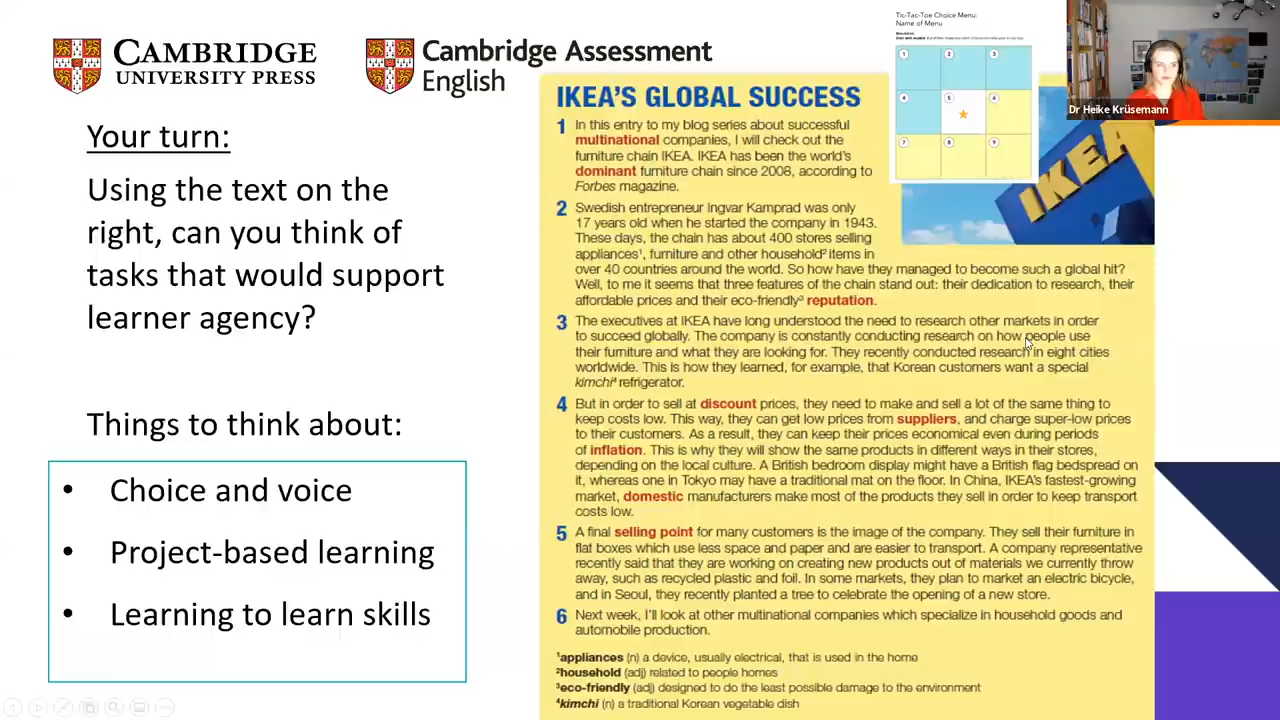 CAMBRIDGE
UNIVERSITY PRESS
Cambridge Assessment
English
Your turn:
Using the text on the
right, can you think of
tasks that would support
learner agency?
Things to think about:
• Choice and voice
• Project-based learning
• Learning to learn skills
IKEA'S GLOBAL SUCCESS
1 In this entry to my blog series about successful
multinational companies, I will check out the
furniture chain IKEA. IKEA has been the world's
dominant furniture chain since 2008, according to
Forbes magazine.
2 Swedish entrepreneur Ingvar Kamprad was only
17 years old when he started the company in 1943.
These days, the chain has about 400 stores selling
appliances¹, furniture and other household² items in
over 40 countries around the world. So how have they managed to become such a global hit?
Well, to me it seems that three features of the chain stand out: their dedication to research, their
affordable prices and their eco-friendly³ reputation.
3 The executives at IKEA have long understood the need to research other markets in order
to succeed globally. The company is constantly conducting research on how people use
their furniture and what they are looking for. They recently conducted research in eight cities
worldwide. This is how they learned, for example, that Korean customers want a special
kimchi⁴ refrigerator.
4 But in order to sell at discount prices, they need to make and sell a lot of the same thing to
keep costs low. This way, they can get low prices from suppliers, and charge super-low prices
to their customers. As a result, they can keep their prices economical even during periods
of inflation. This is why they will show the same products in different ways in their stores,
depending on the local culture. A British bedroom display might have a British flag bedspread on
it, whereas one in Tokyo may have a traditional mat on the floor. In China, IKEA's fastest-growing
market, domestic manufacturers make most of the products they sell in order to keep transport
costs low.
5 A final selling point for many customers is the image of the company. They sell their furniture in
flat boxes which use less space and paper and are easier to transport. A company representative
recently said that they are working on creating new products out of materials we currently throw
away, such as recycled plastic and foil. In some markets, they plan to market an electric bicycle,
and in Seoul, they recently planted a tree to celebrate the opening of a new store.
6 Next week, I'll look at other multinational companies which specialize in household goods and
automobile production.
¹appliances (n) a device, usually electrical, that is used in the home
²household (adj) related to people homes
³eco-friendly (adj) designed to do the least possible damage to the environment
⁴kimchi (n) a traditional Korean vegetable dish
Tic-Tac-Toe Choice Menu:
Name of Menu
1 2 3
4 5 6
7 8 9
IKEA
Dr Heike Krüsemann